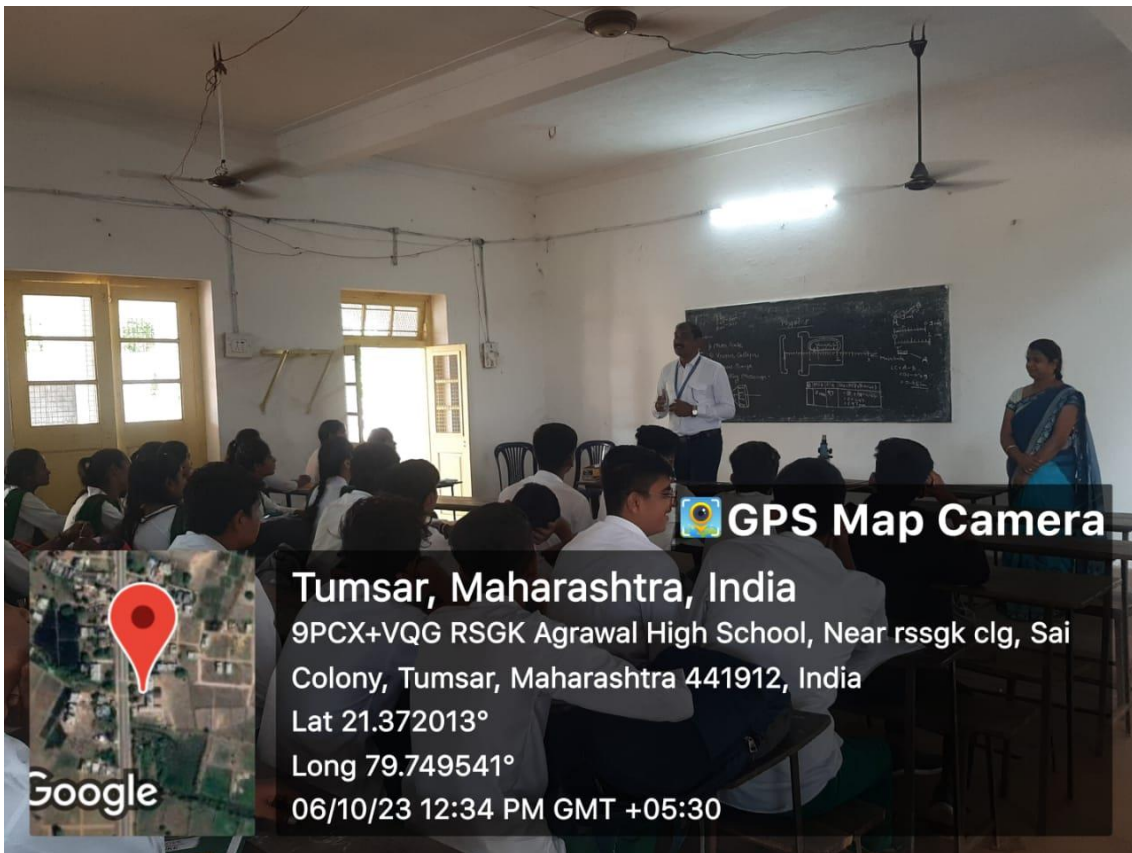 Physics
GPS Map Camera
Tumsar, Maharashtra, India
9PCX+VQG RSGK Agrawal High School, Near rssgk clg, Sai
Colony, Tumsar, Maharashtra 441912, India
Lat 21.372013°
Long 79.749541°
06/10/23 12:34 PM GMT +05:30
Google